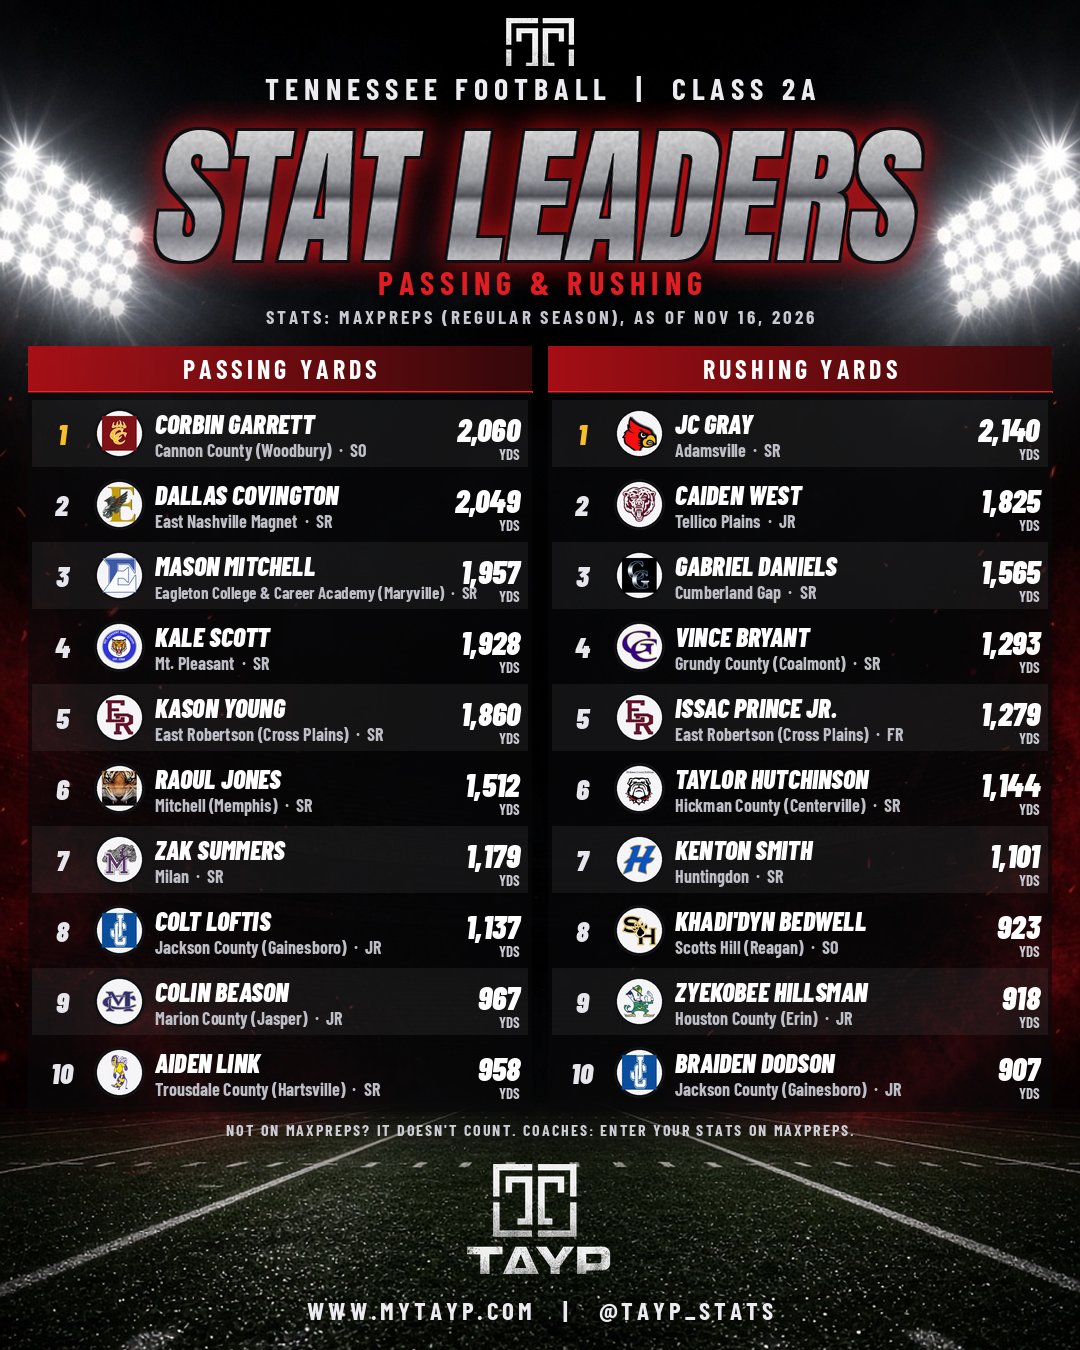 TENNESSEE FOOTBALL | CLASS 2A
STAT LEADERS
PASSING & RUSHING
STATS: MAXPREPS (REGULAR SEASON), AS OF NOV 16, 2026
PASSING YARDS
1 CORBIN GARRETT 2,060
Cannon County (Woodbury) · SO YDS
2 DALLAS COVINGTON 2,049
East Nashville Magnet · SR YDS
3 MASON MITCHELL 1,957
Eagleton College & Career Academy (Maryville) · SR YDS
4 KALE SCOTT 1,928
Mt. Pleasant · SR YDS
5 KASON YOUNG 1,860
East Robertson (Cross Plains) · SR YDS
6 RAOUL JONES 1,512
Mitchell (Memphis) · SR YDS
7 ZAK SUMMERS 1,179
Milan · SR YDS
8 COLT LOFTIS 1,137
Jackson County (Gainesboro) · JR YDS
9 COLIN BEASON 967
Marion County (Jasper) · JR YDS
10 AIDEN LINK 958
Trousdale County (Hartsville) · SR YDS
RUSHING YARDS
1 JC GRAY 2,140
Adamsville · SR YDS
2 CAIDEN WEST 1,825
Tellico Plains · JR YDS
3 GABRIEL DANIELS 1,565
Cumberland Gap · SR YDS
4 VINCE BRYANT 1,293
Grundy County (Coalmont) · SR YDS
5 ISSAC PRINCE JR. 1,279
East Robertson (Cross Plains) · FR YDS
6 TAYLOR HUTCHINSON 1,144
Hickman County (Centerville) · SR YDS
7 KENTON SMITH 1,101
Huntingdon · SR YDS
8 KHADI'DYN BEDWELL 923
Scotts Hill (Reagan) · SO YDS
9 ZYEKOBEE HILLSMAN 918
Houston County (Erin) · JR YDS
10 BRAIDEN DODSON 907
Jackson County (Gainesboro) · JR YDS
NOT ON MAXPREPS? IT DOESN'T COUNT. COACHES: ENTER YOUR STATS ON MAXPREPS.
TAYP
WWW.MYTAYP.COM | @TAYP_STATS